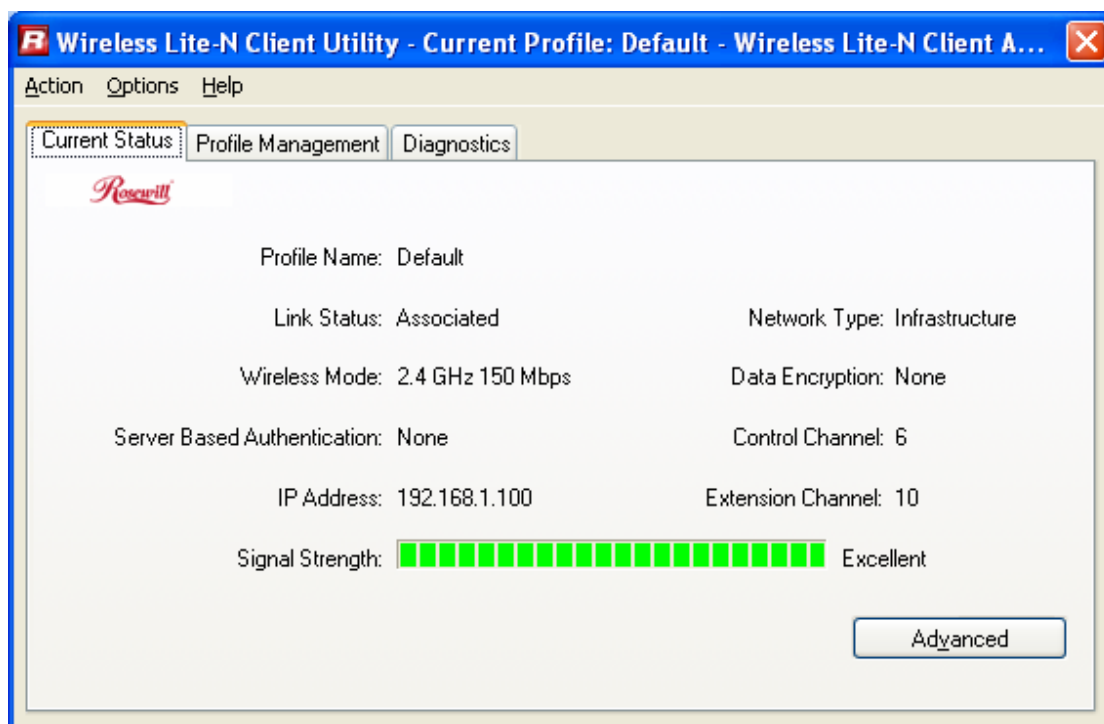 Wireless Lite-N Client Utility - Current Profile: Default - Wireless Lite-N Client A...
Action Options Help
Current Status Profile Management Diagnostics
Rosewill
Profile Name: Default
Link Status: Associated Network Type: Infrastructure
Wireless Mode: 2.4 GHz 150 Mbps Data Encryption: None
Server Based Authentication: None Control Channel: 6
IP Address: 192.168.1.100 Extension Channel: 10
Signal Strength: Excellent
Advanced